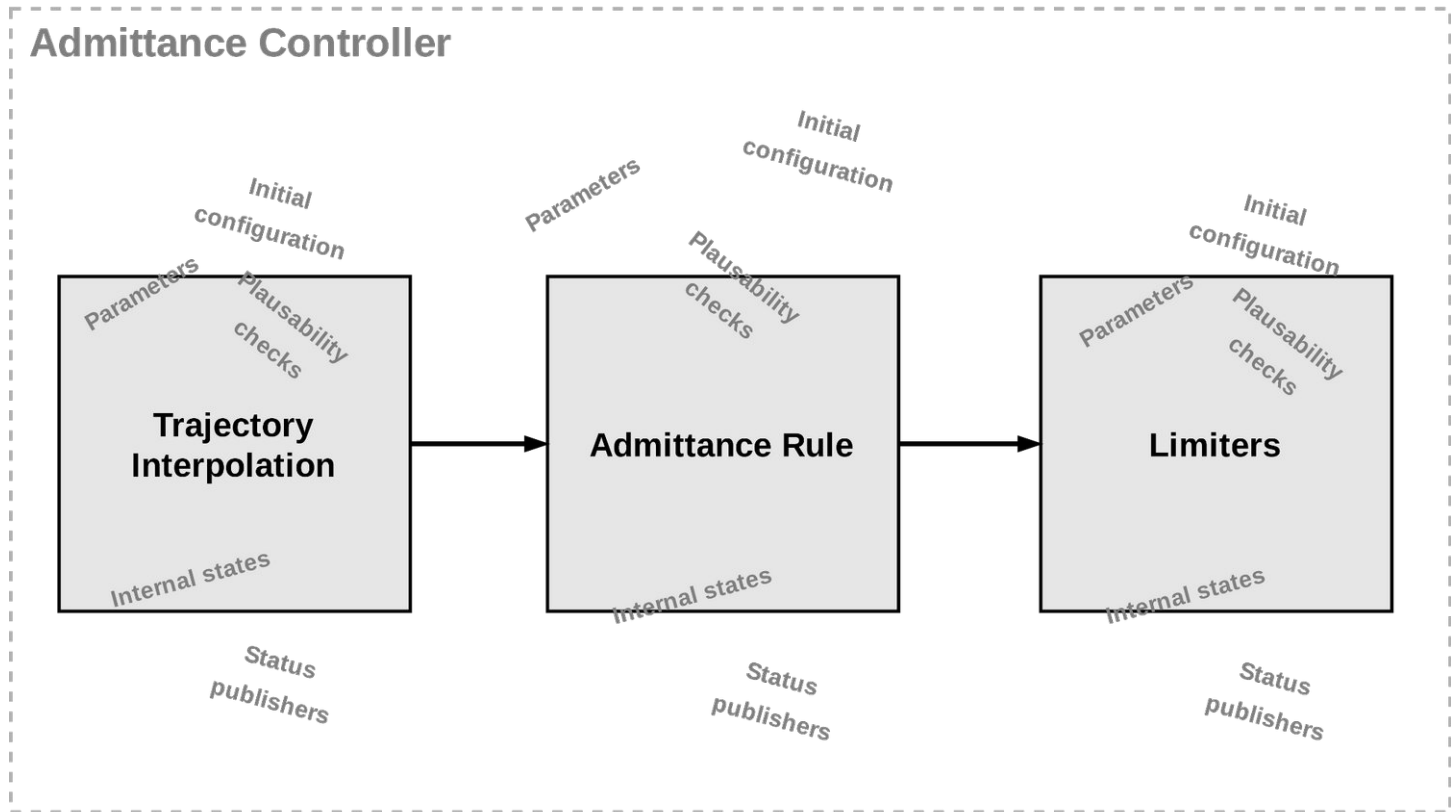 Admittance Controller
Initial
configuration
Parameters
Plausability
checks
Trajectory
Interpolation
Internal states
Status
publishers
Initial
configuration
Parameters
Plausability
checks
Admittance Rule
Internal states
Status
publishers
Initial
configuration
Parameters
Plausability
checks
Limiters
Internal states
Status
publishers